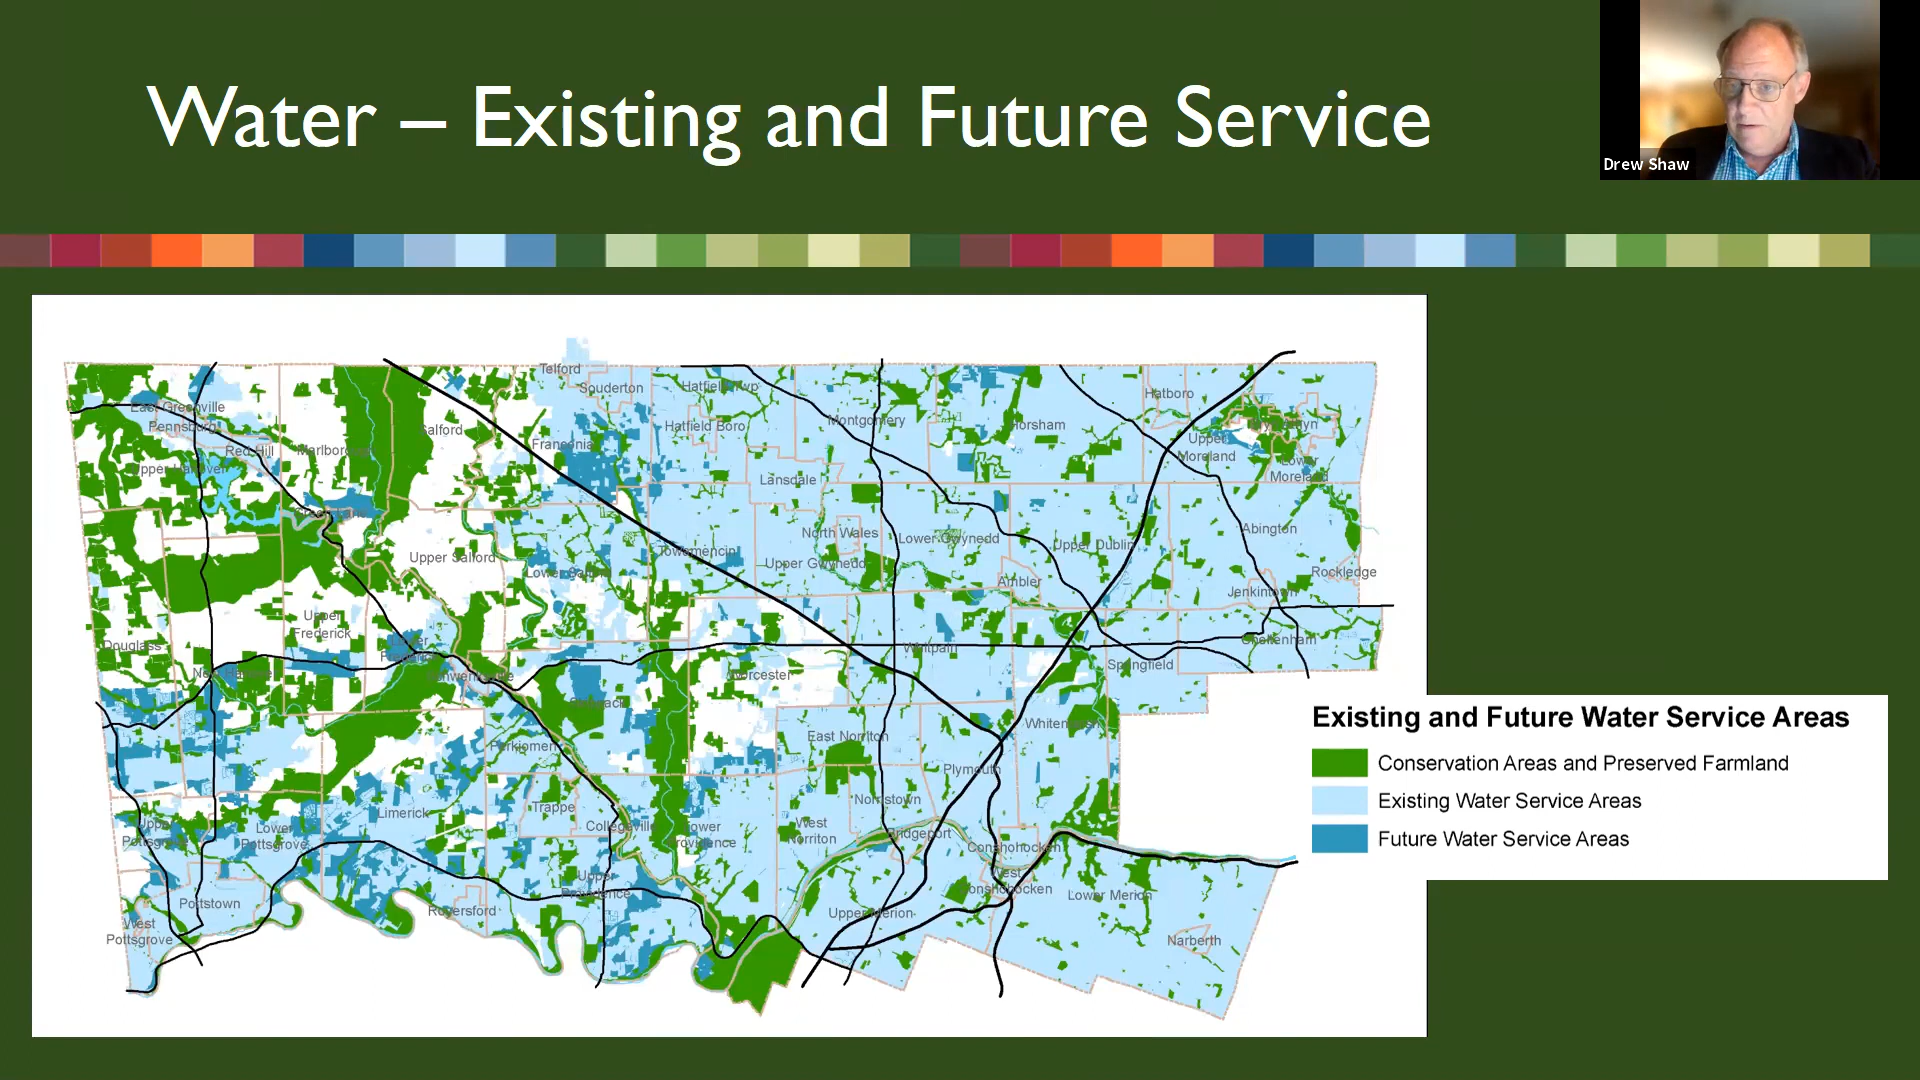 Water – Existing and Future Service
Drew Shaw
Telford
Souderton
Hatfield Twp
Hatboro
East Greenville
Pennsburg
Montgomery
Horsham
Hatfield Boro
Salford
Franconia
Upper
Moreland
Red Hill
Marlborough
Lower
Moreland
Upper Hanover
Lansdale
Green Lane
Abington
North Wales
Lower Gwynedd
Upper Dublin
Towamencin
Upper Salford
Upper Gwynedd
Lower Salford
Rockledge
Ambler
Jenkintown
Upper
Frederick
Cheltenham
Douglass
Whitpain
Springfield
Worcester
Schwenksville
Whitemarsh
East Norriton
Perkiomen
Plymouth
Existing and Future Water Service Areas
Conservation Areas and Preserved Farmland
Existing Water Service Areas
Future Water Service Areas
Norristown
Trappe
Limerick
Collegeville
Lower
Providence
West
Norriton
Bridgeport
Upper
Pottsgrove
Lower
Pottsgrove
Conshohocken
West
Conshohocken
Upper
Providence
Lower Merion
Pottstown
Royersford
Upper Merion
West
Pottsgrove
Narberth